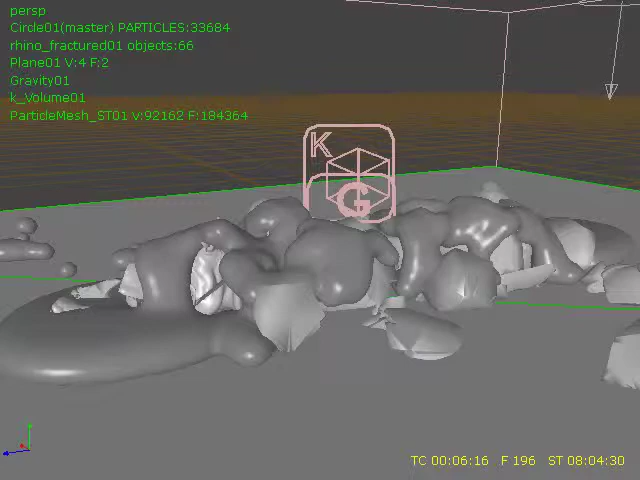 persp
Circle01(master) PARTICLES:33684
rhino_fractured01 objects:66
Plane01 V:4 F:2
Gravity01
k_Volume01
ParticleMesh_ST01 v:92162 F:184364
K
G
TC 00:06:16 F 196 ST 08:04:30